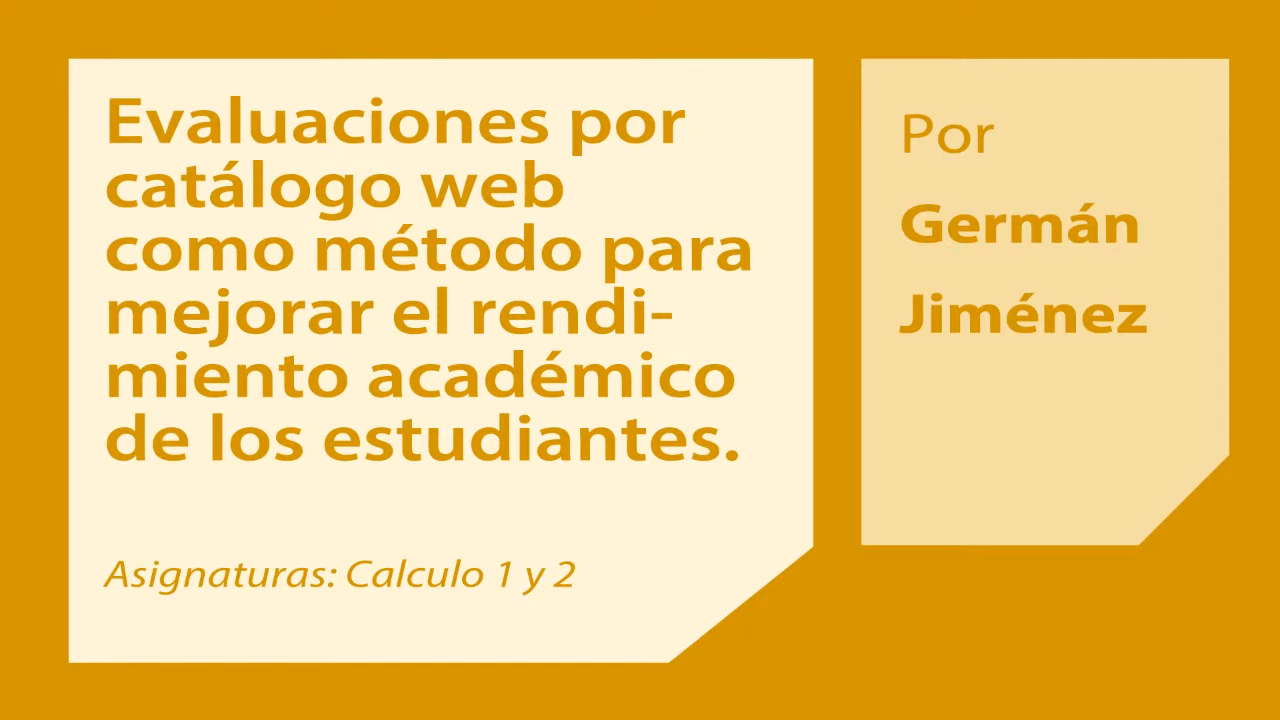 Evaluaciones por
catálogo web
como método para
mejorar el rendi-
miento académico
de los estudiantes.
Asignaturas: Calculo 1 y 2
Por
Germán
Jiménez